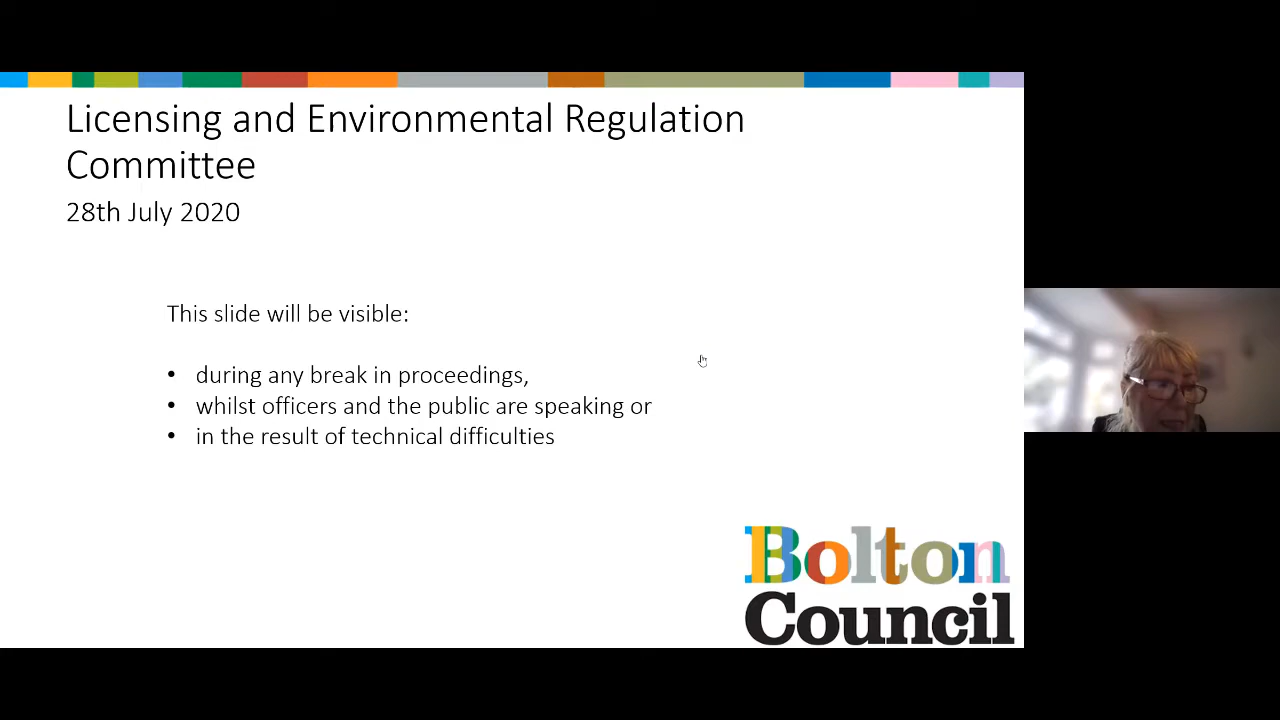 Licensing and Environmental Regulation
Committee
28th July 2020
This slide will be visible:
• during any break in proceedings,
• whilst officers and the public are speaking or
• in the result of technical difficulties
Bolton
Council